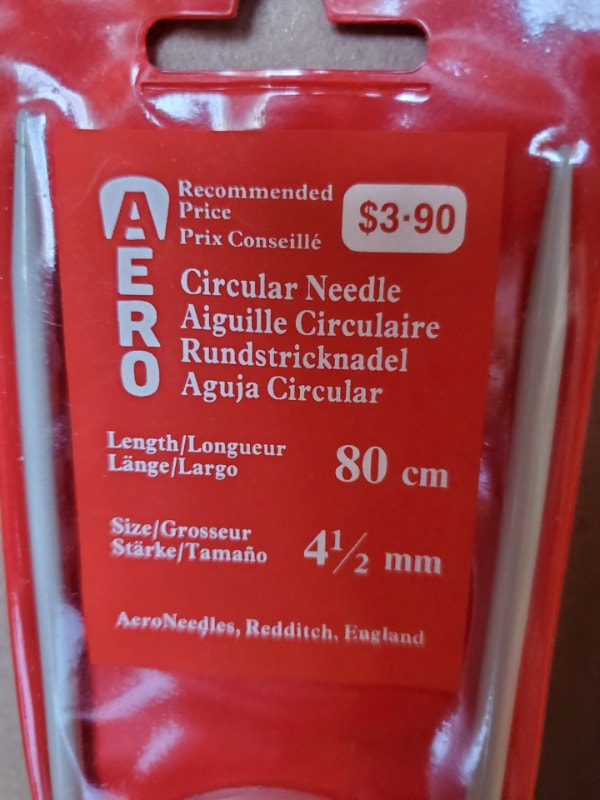 AERO
Recommended
Price
Prix Conseillé
$3·90
Circular Needle
Aiguille Circulaire
Rundstricknadel
Aguja Circular
Length/Longueur
Länge/Largo
80 cm
Size/Grosseur
Stärke/Tamaño
4½ mm
AeroNeedles, Redditch, England